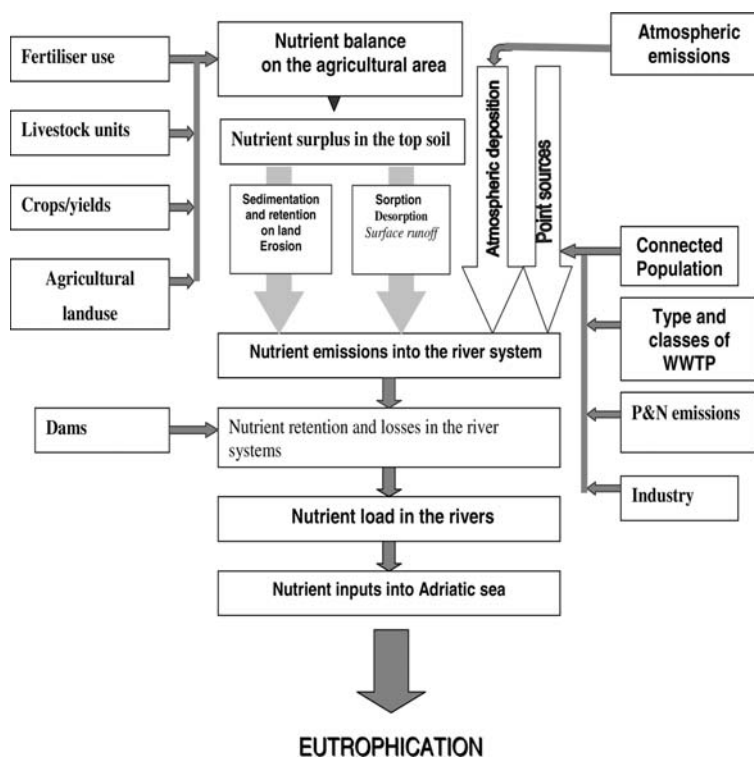 Nutrient balance
on the agricultural area
Atmospheric
emissions
Fertiliser use
Livestock units
Crops/yields
Agricultural
landuse
Nutrient surplus in the top soil
Sedimentation
and retention
on land
Erosion
Sorption
Desorption
Surface runoff
Atmospheric deposition
Point sources
Connected
Population
Type and
classes of
WWTP
P&N emissions
Industry
Nutrient emissions into the river system
Dams
Nutrient retention and losses in the river
systems
Nutrient load in the rivers
Nutrient inputs into Adriatic sea
EUTROPHICATION